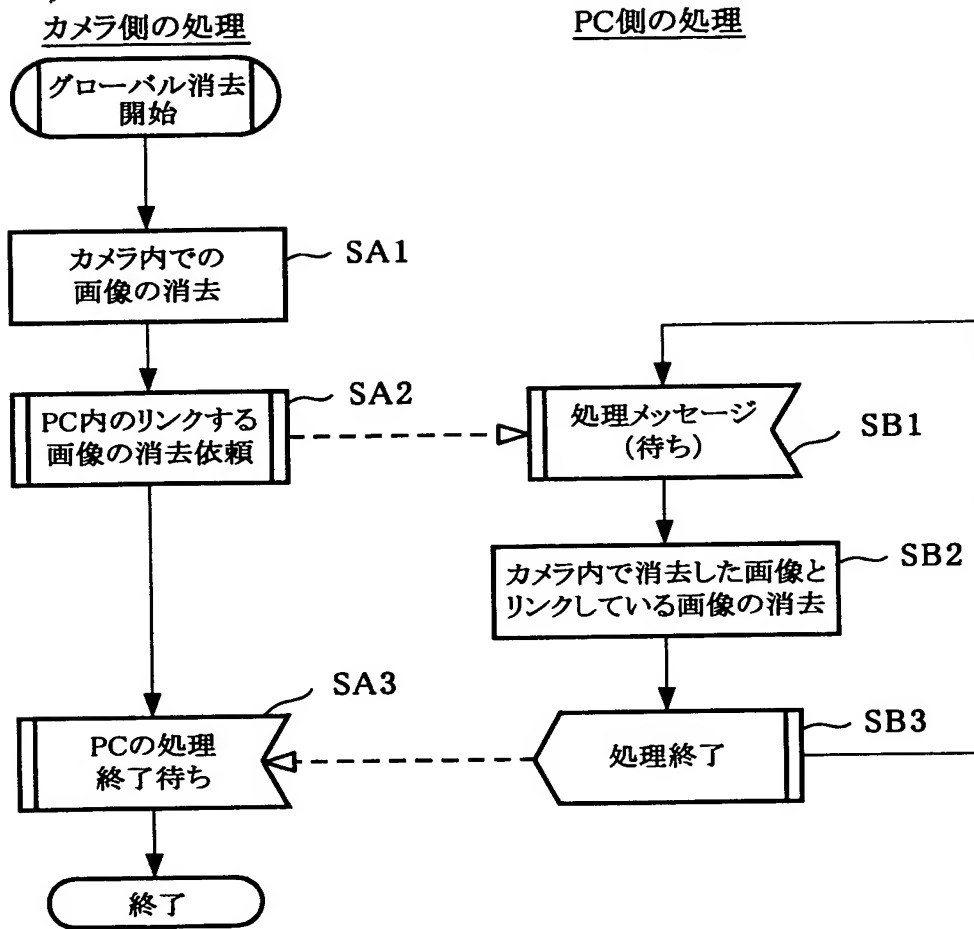 カメラ側の処理
PC側の処理
グローバル消去
開始
カメラ内での
画像の消去
SA1
PC内のリンクする
画像の消去依頼
SA2
処理メッセージ
(待ち)
SB1
カメラ内で消去した画像と
リンクしている画像の消去
SB2
PCの処理
終了待ち
SA3
処理終了
SB3
終了